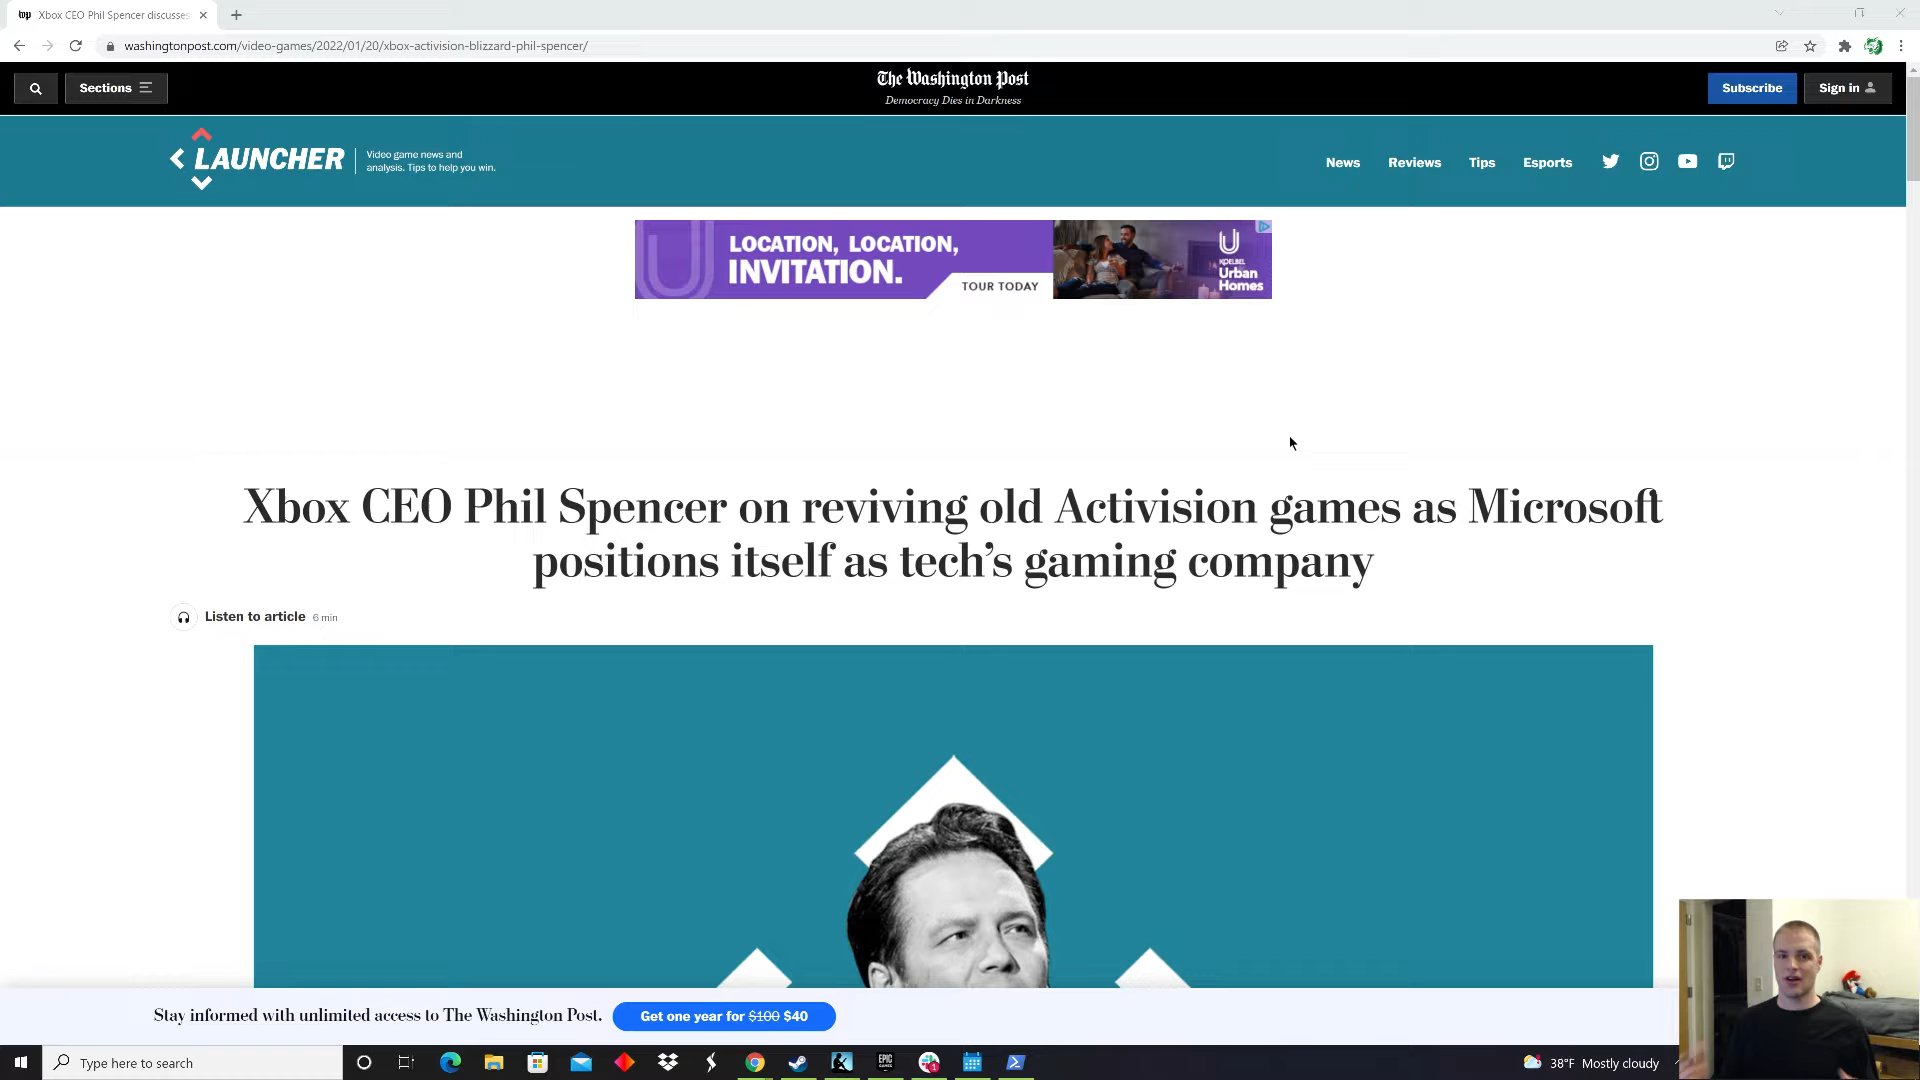 Xbox CEO Phil Spencer discusses
washingtonpost.com/video-games/2022/01/20/xbox-activision-blizzard-phil-spencer/
Sections
The Washington Post
Democracy Dies in Darkness
Subscribe
Sign in
LAUNCHER
Video game news and
analysis. Tips to help you win.
News
Reviews
Tips
Esports
LOCATION, LOCATION,
INVITATION.
TOUR TODAY
KOELBEL
Urban
Homes
Xbox CEO Phil Spencer on reviving old Activision games as Microsoft
positions itself as tech's gaming company
Listen to article 6 min
Stay informed with unlimited access to The Washington Post.
Get one year for $100 $40
Type here to search
EPIC
GAMES
1
38°F Mostly cloudy